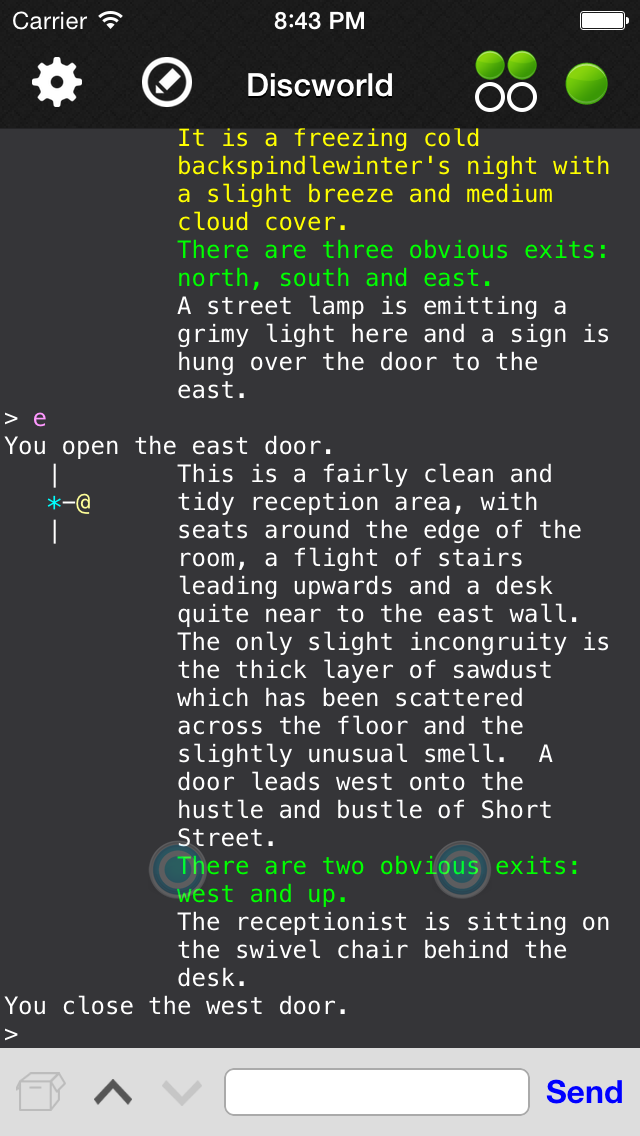 Carrier 8:43 PM
Discworld
It is a freezing cold
backspindlewinter's night with
a slight breeze and medium
cloud cover.
There are three obvious exits:
north, south and east.
A street lamp is emitting a
grimy light here and a sign is
hung over the door to the
east.
> e
You open the east door.
| This is a fairly clean and
*-@ tidy reception area, with
| seats around the edge of the
room, a flight of stairs
leading upwards and a desk
quite near to the east wall.
The only slight incongruity is
the thick layer of sawdust
which has been scattered
across the floor and the
slightly unusual smell.  A
door leads west onto the
hustle and bustle of Short
Street.
There are two obvious exits:
west and up.
The receptionist is sitting on
the swivel chair behind the
desk.
You close the west door.
>
Send